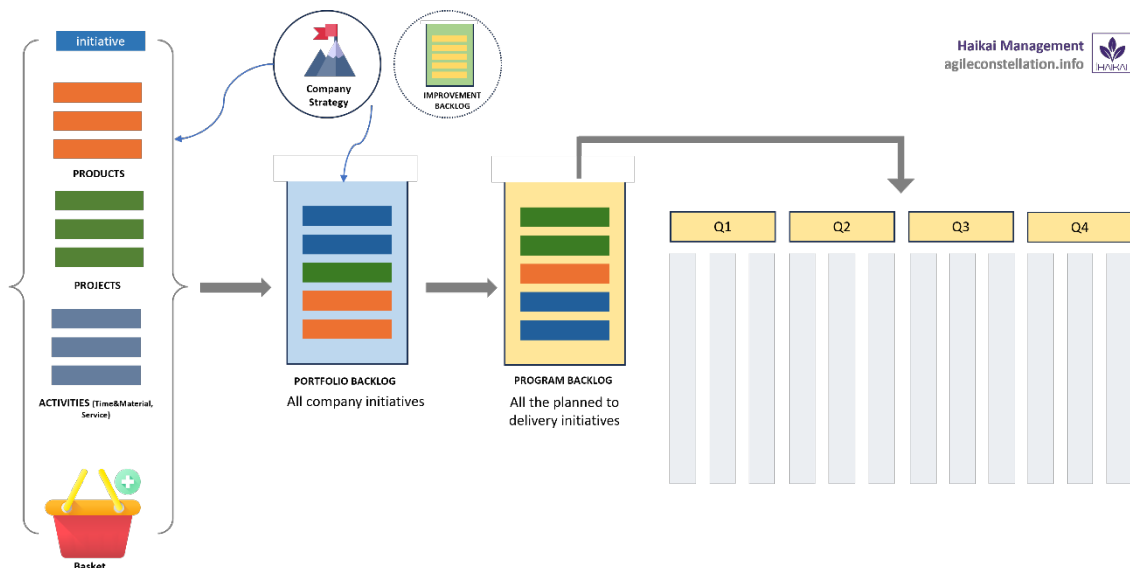 initiative
PRODUCTS
PROJECTS
ACTIVITIES (Time&Material,
Service)
Basket
Company
Strategy
IMPROVEMENT
BACKLOG
PORTFOLIO BACKLOG
All company initiatives
PROGRAM BACKLOG
All the planned to
delivery initiatives
Haikai Management
agileconstellation.info
HAIKAI
Q1
Q2
Q3
Q4